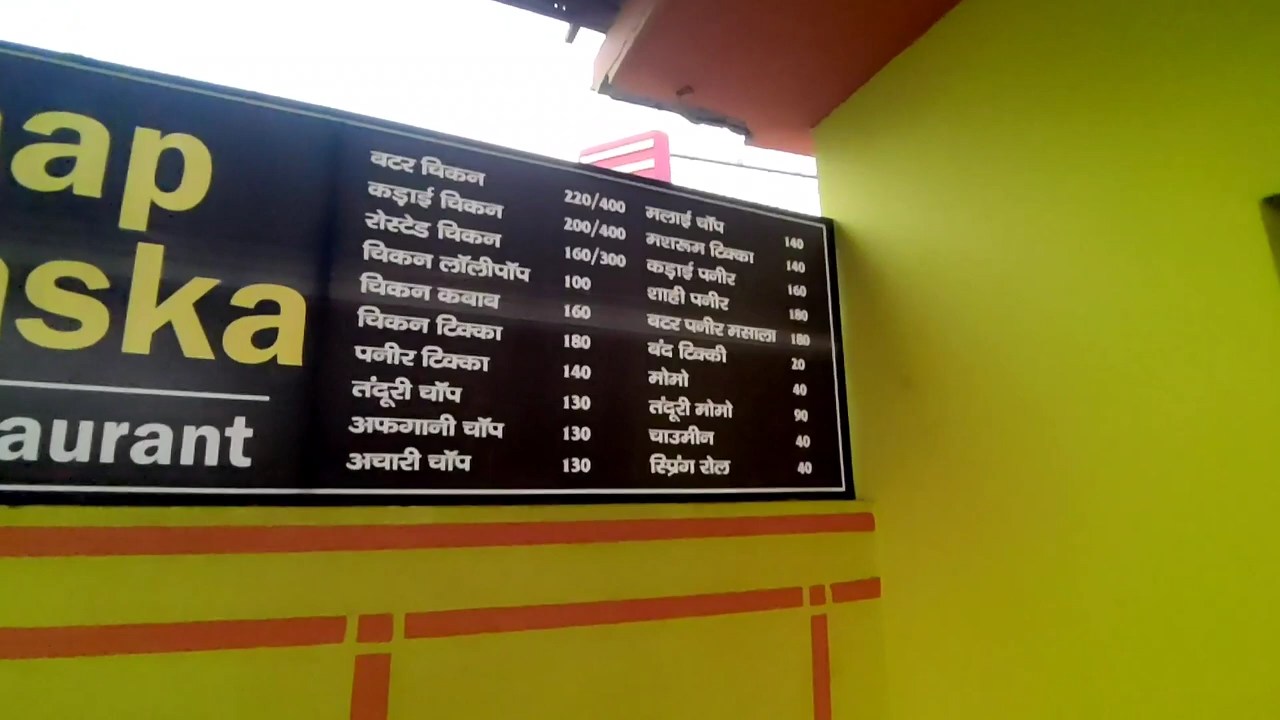 ap
ska
aurant
बटर चिकन 220/400
कड़ाई चिकन 200/400
रोस्टेड चिकन 160/300
चिकन लॉलीपॉप 100
चिकन कबाब 160
चिकन टिक्का 180
पनीर टिक्का 140
तंदूरी चॉप 130
अफगानी चॉप 130
अचारी चॉप 130
मलाई चॉप 140
मशरूम टिक्का 140
कड़ाई पनीर 160
शाही पनीर 180
बटर पनीर मसाला 180
बंद टिक्की 20
मोमो 40
तंदूरी मोमो 90
चाउमीन 40
स्प्रिंग रोल 40